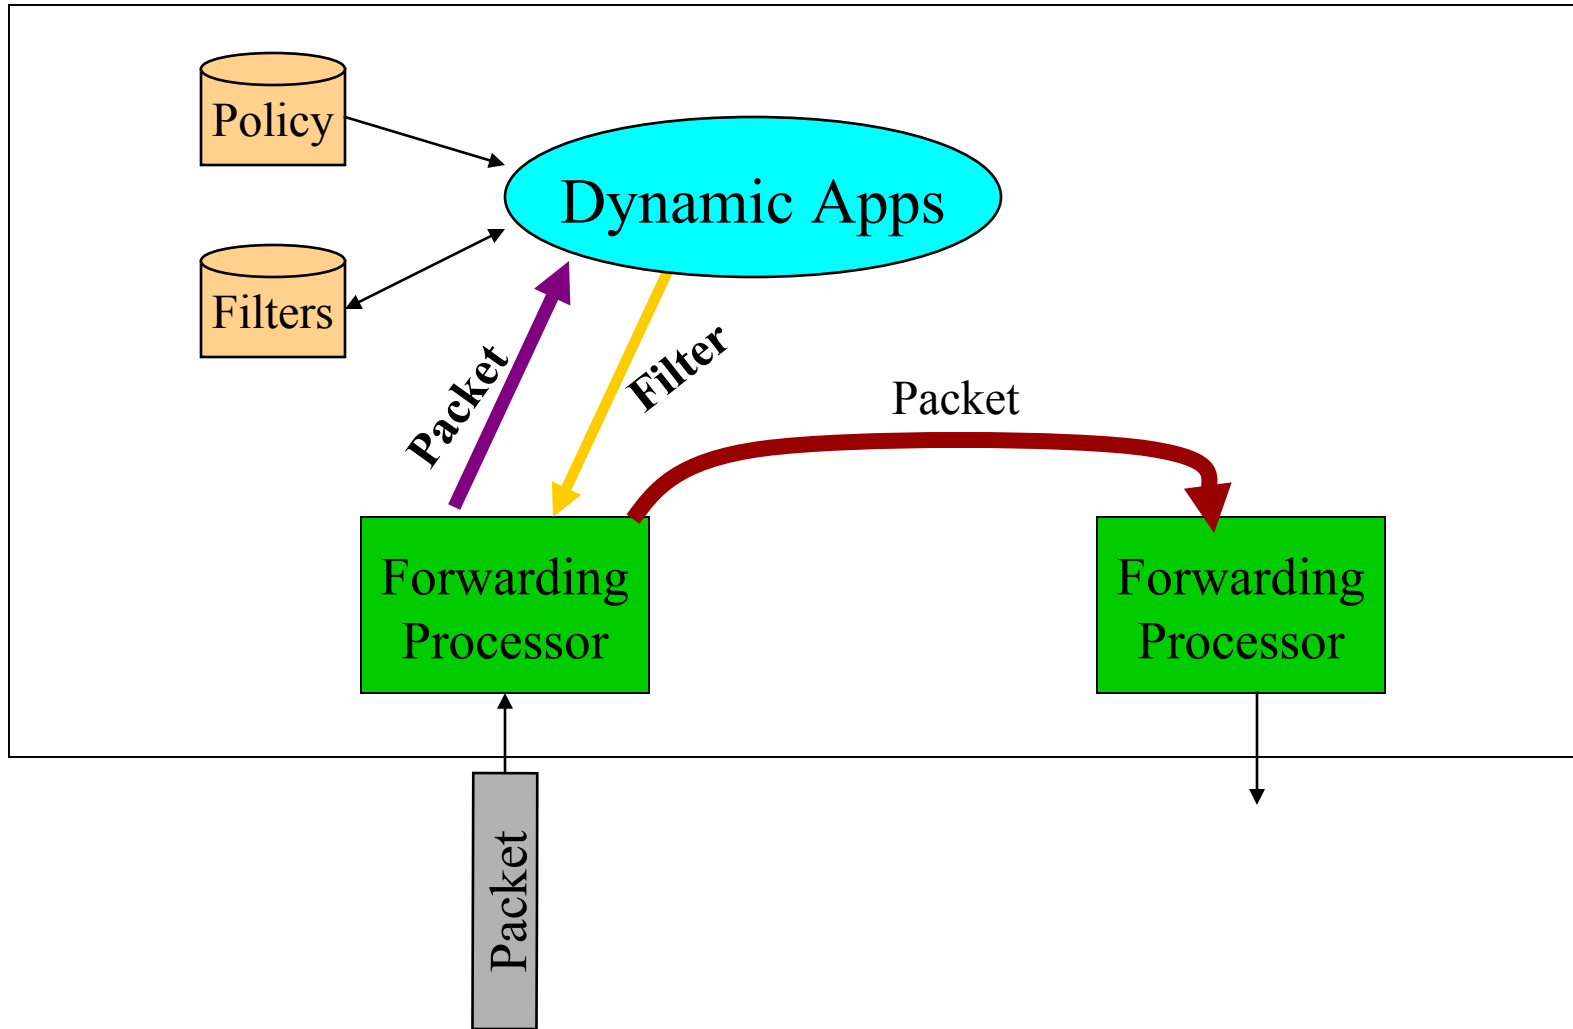 Policy
Dynamic Apps
Filters
Packet
Filter
Packet
Forwarding
Processor
Forwarding
Processor
Packet